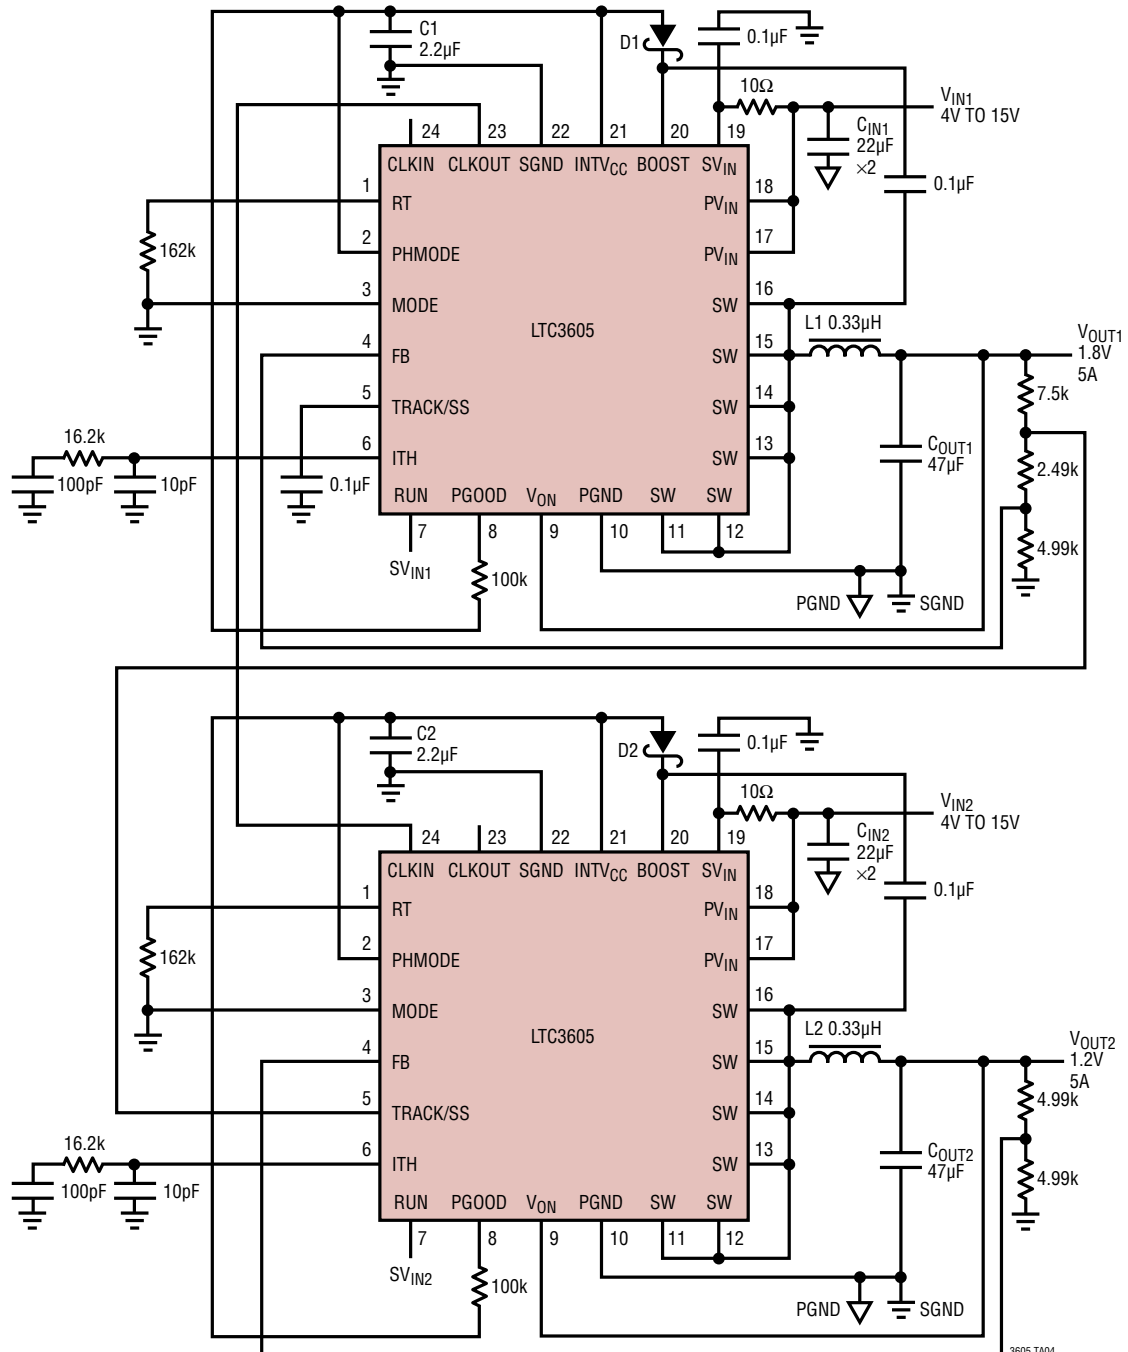 C1
2.2µF
D1
0.1µF
10Ω
VIN1
4V TO 15V
CIN1
22µF
×2
0.1µF
24
23
22
21
20
19
CLKIN
CLKOUT
SGND
INTVCC
BOOST
SVIN
1
RT
18
PVIN
162k
2
PHMODE
17
PVIN
3
MODE
16
SW
LTC3605
L1 0.33µH
VOUT1
1.8V
5A
4
FB
15
SW
7.5k
5
TRACK/SS
14
SW
16.2k
6
ITH
13
SW
COUT1
47µF
2.49k
100pF
10pF
0.1µF
RUN
PGOOD
VON
PGND
SW
SW
7
8
9
10
11
12
4.99k
SVIN1
100k
PGND
SGND
C2
2.2µF
D2
0.1µF
10Ω
VIN2
4V TO 15V
CIN2
22µF
×2
0.1µF
24
23
22
21
20
19
CLKIN
CLKOUT
SGND
INTVCC
BOOST
SVIN
1
RT
18
PVIN
162k
2
PHMODE
17
PVIN
3
MODE
16
SW
LTC3605
L2 0.33µH
VOUT2
1.2V
5A
4
FB
15
SW
4.99k
5
TRACK/SS
14
SW
16.2k
6
ITH
13
SW
COUT2
47µF
4.99k
100pF
10pF
RUN
PGOOD
VON
PGND
SW
SW
7
8
9
10
11
12
SVIN2
100k
PGND
SGND
3605 TA04